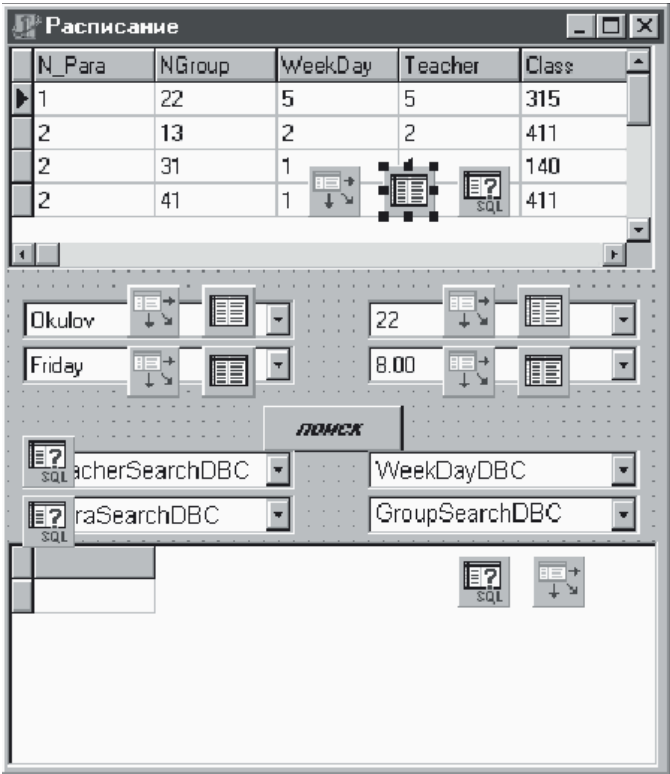 Расписание
N_Para NGroup WeekDay Teacher Class
1 22 5 5 315
2 13 2 2 411
2 31 1 140
2 41 1 411
SQL
Okulov 22
Friday 8.00
ПОИСК
SQL acherSearchDBC WeekDayDBC
SQL raSearchDBC GroupSearchDBC
SQL